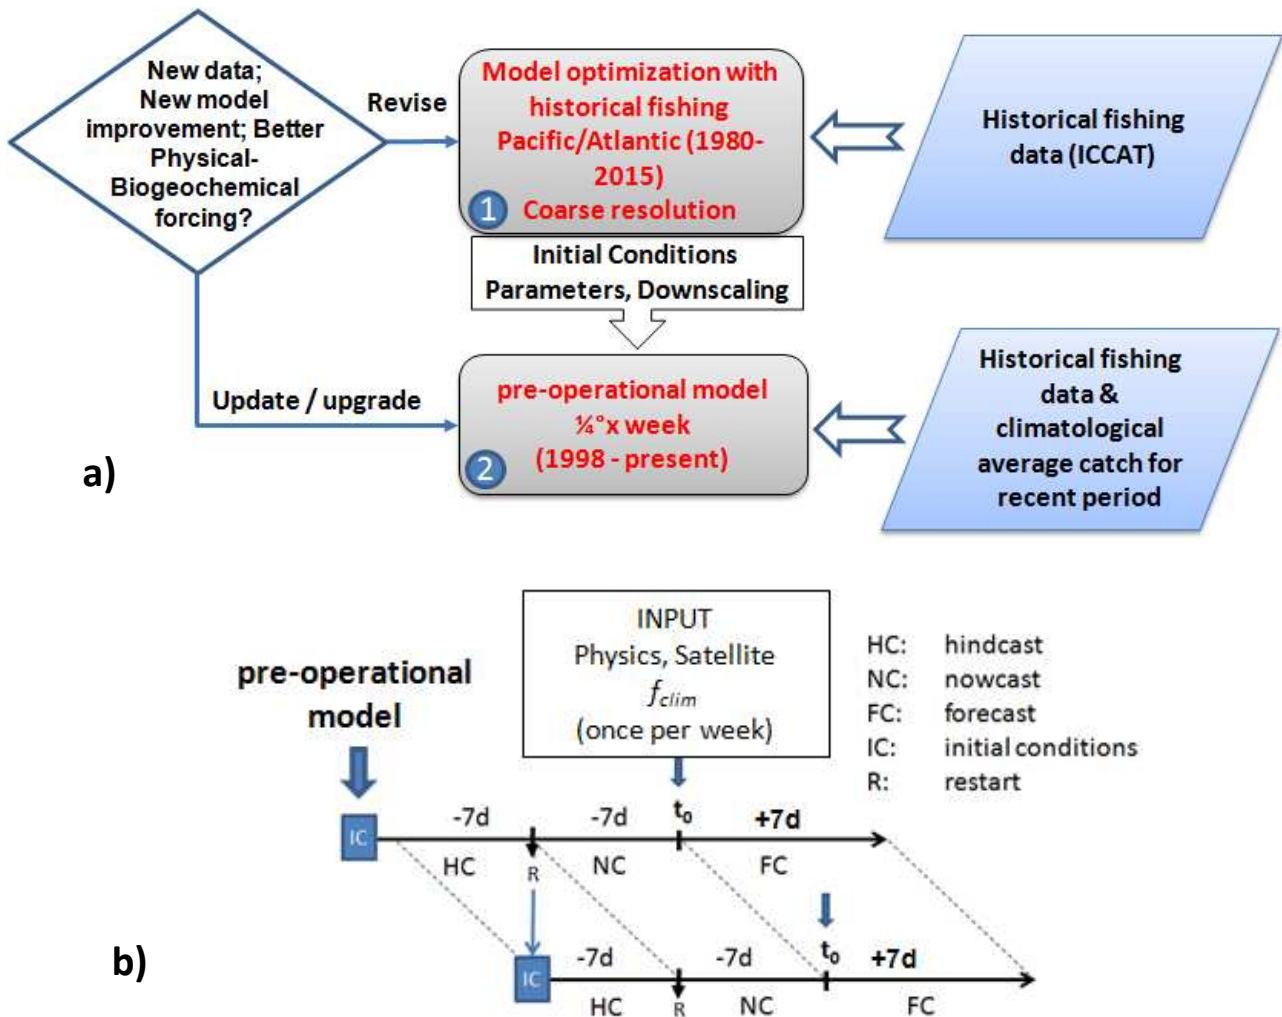 New data;
New model
improvement; Better
Physical-
Biogeochemical
forcing?
Revise
Model optimization with
historical fishing
Pacific/Atlantic (1980-
2015)
Coarse resolution
1
Historical fishing
data (ICCAT)
Initial Conditions
Parameters, Downscaling
Update / upgrade
pre-operational model
¼°x week
(1998 - present)
2
Historical fishing
data &
climatological
average catch for
recent period
a)
pre-operational
model
INPUT
Physics, Satellite
fclim
(once per week)
HC: hindcast
NC: nowcast
FC: forecast
IC: initial conditions
R: restart
IC
-7d -7d t0 +7d
HC R NC FC
IC
-7d -7d t0 +7d
HC R NC FC
b)